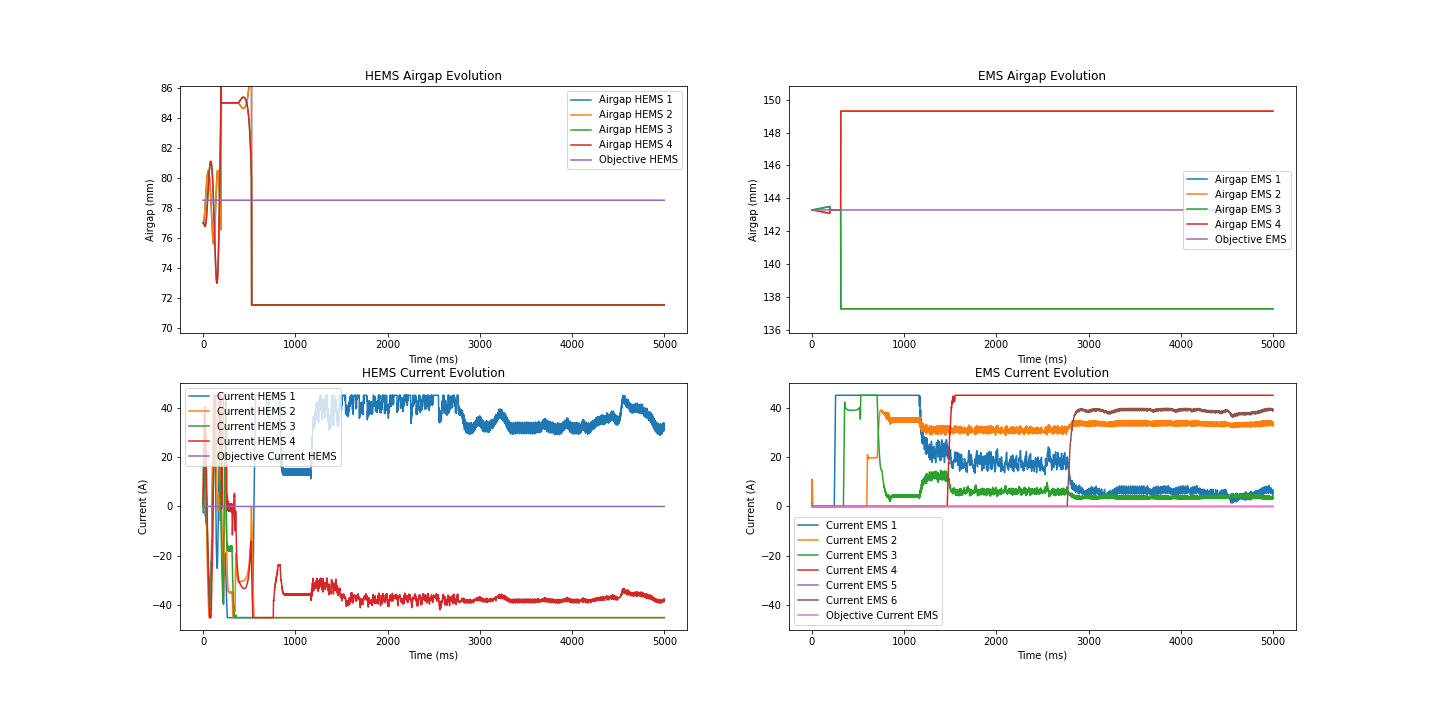 HEMS Airgap Evolution
86
84
82
80
78
76
74
72
70
Airgap (mm)
0 1000 2000 3000 4000 5000
Time (ms)
Airgap HEMS 1
Airgap HEMS 2
Airgap HEMS 3
Airgap HEMS 4
Objective HEMS
EMS Airgap Evolution
150
148
146
144
142
140
138
136
Airgap (mm)
0 1000 2000 3000 4000 5000
Time (ms)
Airgap EMS 1
Airgap EMS 2
Airgap EMS 3
Airgap EMS 4
Objective EMS
HEMS Current Evolution
40
20
0
−20
−40
Current (A)
0 1000 2000 3000 4000 5000
Time (ms)
Current HEMS 1
Current HEMS 2
Current HEMS 3
Current HEMS 4
Objective Current HEMS
EMS Current Evolution
40
20
0
−20
−40
Current (A)
0 1000 2000 3000 4000 5000
Time (ms)
Current EMS 1
Current EMS 2
Current EMS 3
Current EMS 4
Current EMS 5
Current EMS 6
Objective Current EMS